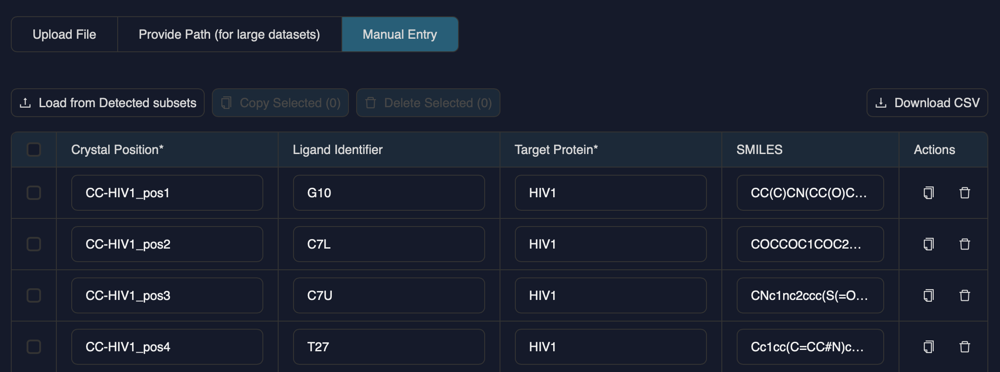 Upload File
Provide Path (for large datasets)
Manual Entry
Load from Detected subsets
Copy Selected (0)
Delete Selected (0)
Download CSV
Crystal Position* Ligand Identifier Target Protein* SMILES Actions
CC-HIV1_pos1 G10 HIV1 CC(C)CN(CC(O)C...
CC-HIV1_pos2 C7L HIV1 COCCOC1COC2...
CC-HIV1_pos3 C7U HIV1 CNc1nc2ccc(S(=O...
CC-HIV1_pos4 T27 HIV1 Cc1cc(C=CC#N)c...